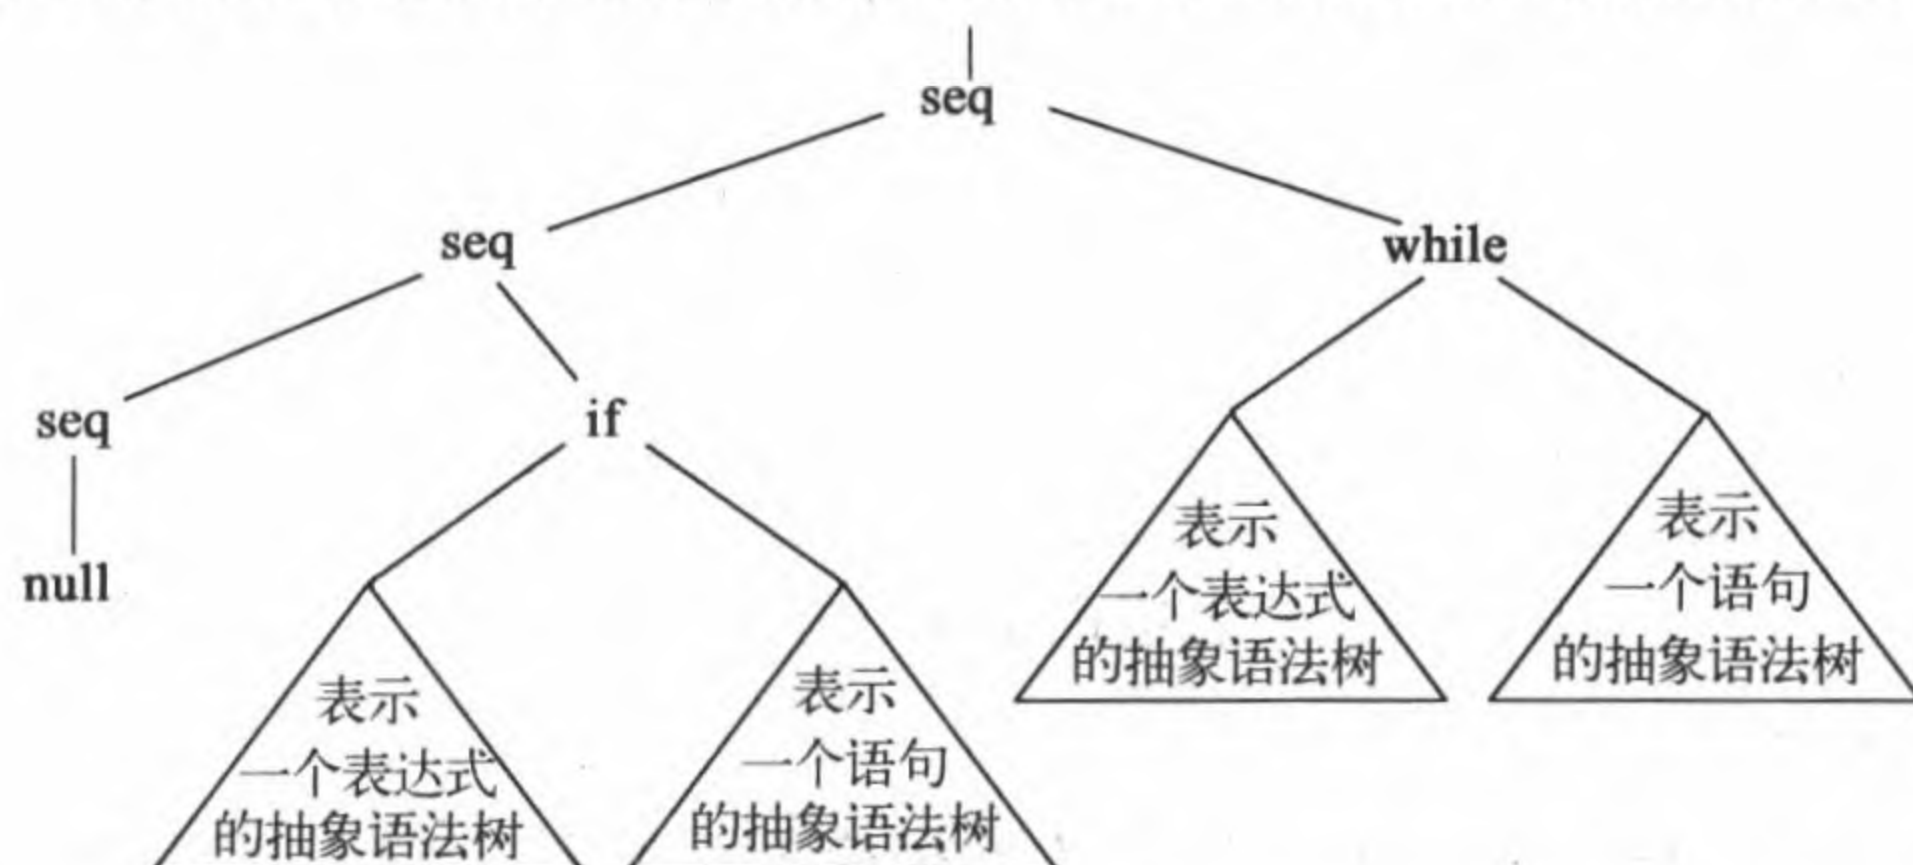 seq
seq
while
seq
if
null
表示
一个表达式
的抽象语法树
表示
一个语句
的抽象语法树
表示
一个表达式
的抽象语法树
表示
一个语句
的抽象语法树